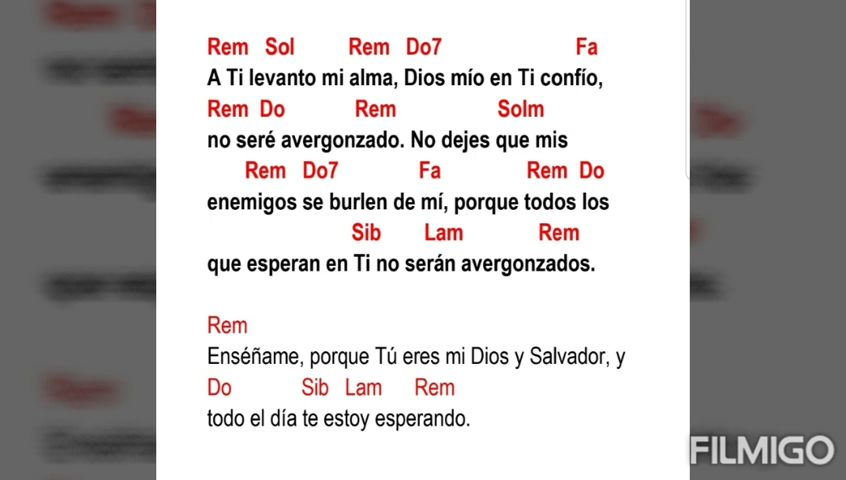 Rem Sol Rem Do7 Fa
A Ti levanto mi alma, Dios mío en Ti confío,
Rem Do Rem Solm
no seré avergonzado. No dejes que mis
Rem Do7 Fa Rem Do
enemigos se burlen de mí, porque todos los
Sib Lam Rem
que esperan en Ti no serán avergonzados.
Rem
Enséñame, porque Tú eres mi Dios y Salvador, y
Do Sib Lam Rem
todo el día te estoy esperando.
FILMIGO